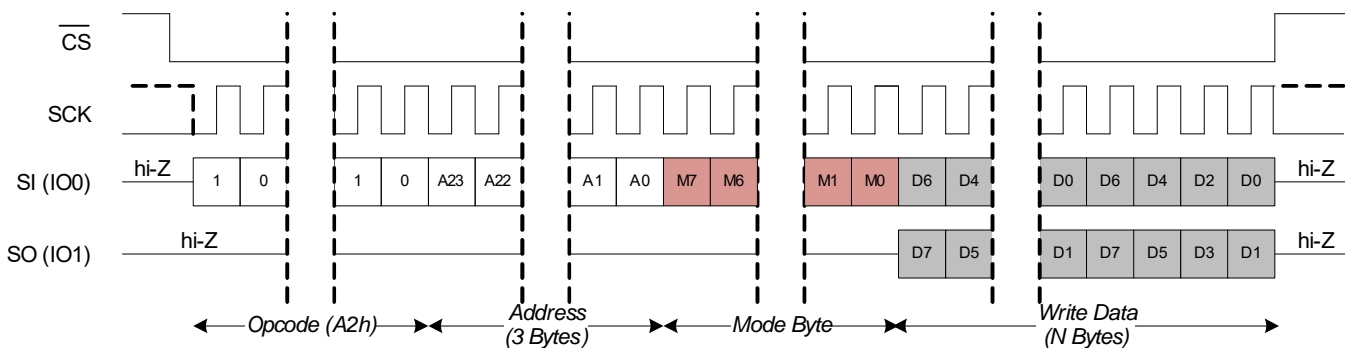 CS
SCK
hi-Z
SI (IO0) 1 0 1 0 A23 A22 A1 A0 M7 M6 M1 M0 D6 D4 D0 D6 D4 D2 D0 hi-Z
hi-Z
SO (IO1) D7 D5 D1 D7 D5 D3 D1 hi-Z
Opcode (A2h) Address (3 Bytes) Mode Byte Write Data (N Bytes)